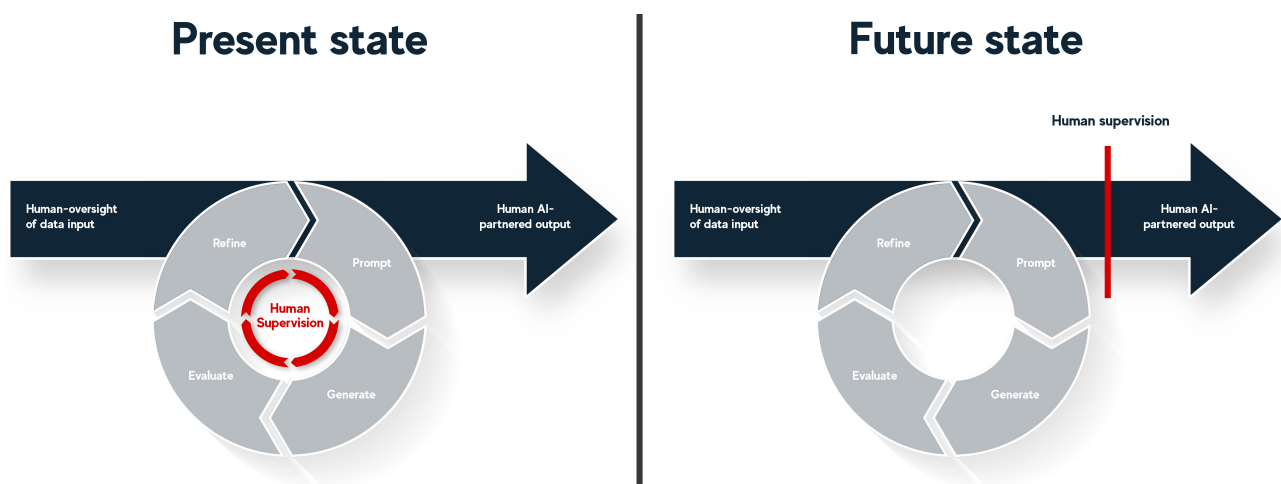 Present state
Human-oversight
of data input
Refine
Prompt
Human AI-
partnered output
Human
Supervision
Evaluate
Generate
Future state
Human supervision
Human-oversight
of data input
Refine
Prompt
Human AI-
partnered output
Evaluate
Generate